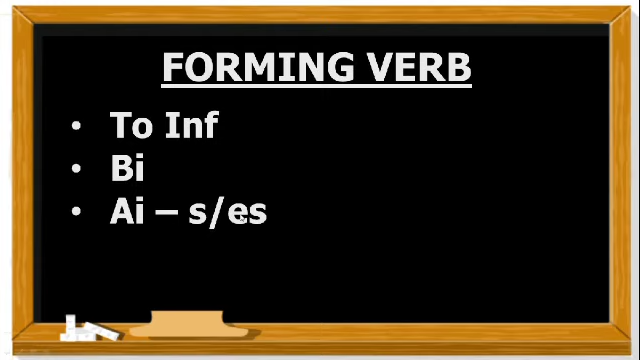 FORMING VERB
• To Inf
• Bi
• Ai – s/es